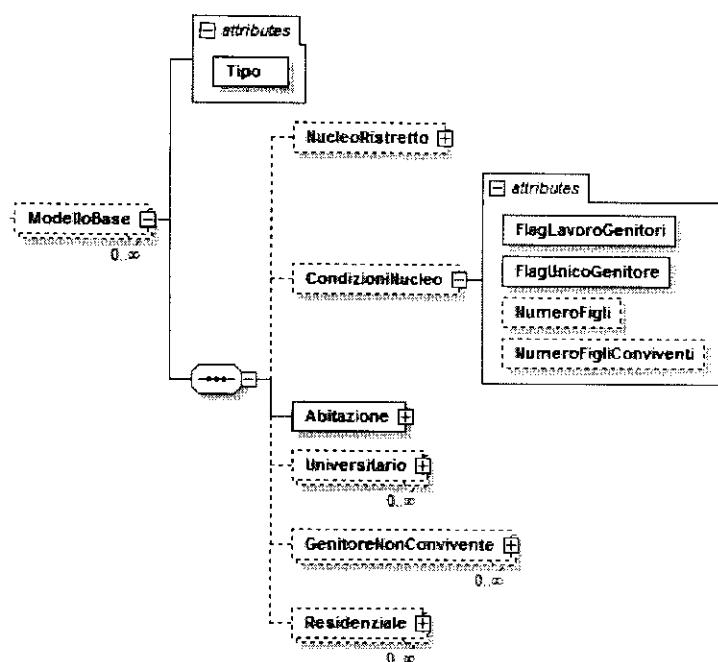 attributes
Tipo
NucleoRistretto
attributes
ModelloBase
0..∞
FlagLavoroGenitori
CondizioniNucleo
FlagUnicoGenitore
NumeroFigli
NumeroFigliConviventi
Abitazione
Universitario
0..∞
GenitoreNonConvivente
0..∞
Residenziale
0..∞